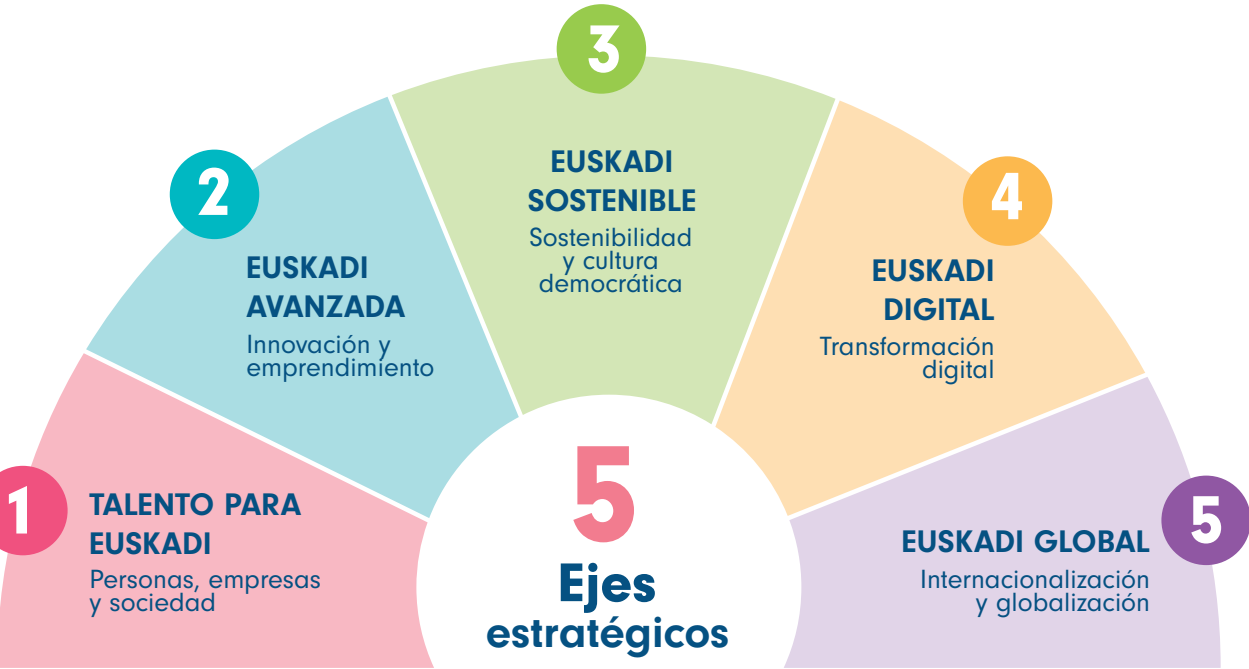 1
TALENTO PARA
EUSKADI
Personas, empresas
y sociedad
2
EUSKADI
AVANZADA
Innovación y
emprendimiento
3
EUSKADI
SOSTENIBLE
Sostenibilidad
y cultura
democrática
4
EUSKADI
DIGITAL
Transformación
digital
5
EUSKADI GLOBAL
Internacionalización
y globalización
5
Ejes
estratégicos